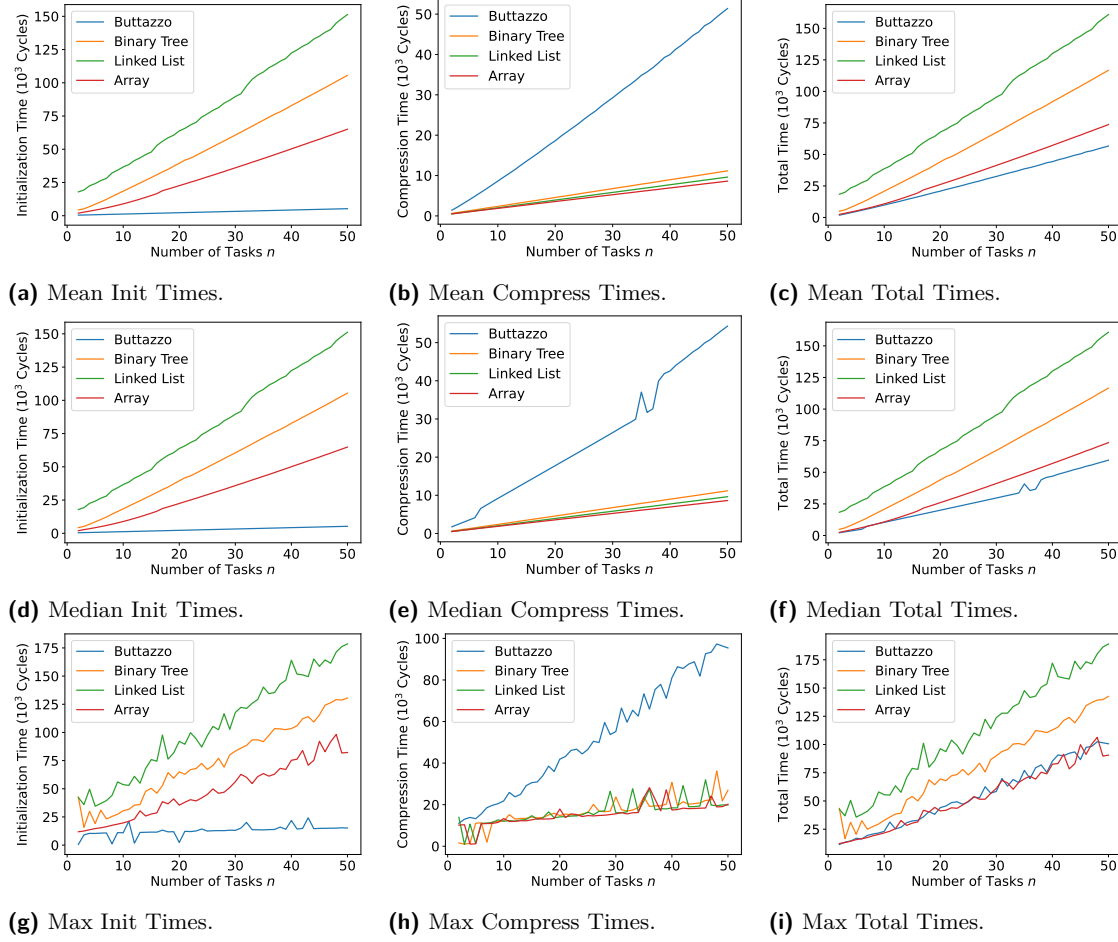 Initialization Time (10³ Cycles)
150
125
100
75
50
25
0
Buttazzo
Binary Tree
Linked List
Array
0 10 20 30 40 50
Number of Tasks n
(a) Mean Init Times.
Compression Time (10³ Cycles)
50
40
30
20
10
0
Buttazzo
Binary Tree
Linked List
Array
0 10 20 30 40 50
Number of Tasks n
(b) Mean Compress Times.
Total Time (10³ Cycles)
150
125
100
75
50
25
0
Buttazzo
Binary Tree
Linked List
Array
0 10 20 30 40 50
Number of Tasks n
(c) Mean Total Times.
Initialization Time (10³ Cycles)
150
125
100
75
50
25
0
Buttazzo
Binary Tree
Linked List
Array
0 10 20 30 40 50
Number of Tasks n
(d) Median Init Times.
Compression Time (10³ Cycles)
50
40
30
20
10
0
Buttazzo
Binary Tree
Linked List
Array
0 10 20 30 40 50
Number of Tasks n
(e) Median Compress Times.
Total Time (10³ Cycles)
150
125
100
75
50
25
0
Buttazzo
Binary Tree
Linked List
Array
0 10 20 30 40 50
Number of Tasks n
(f) Median Total Times.
Initialization Time (10³ Cycles)
175
150
125
100
75
50
25
0
Buttazzo
Binary Tree
Linked List
Array
0 10 20 30 40 50
Number of Tasks n
(g) Max Init Times.
Compression Time (10³ Cycles)
100
80
60
40
20
0
Buttazzo
Binary Tree
Linked List
Array
0 10 20 30 40 50
Number of Tasks n
(h) Max Compress Times.
Total Time (10³ Cycles)
175
150
125
100
75
50
25
Buttazzo
Binary Tree
Linked List
Array
0 10 20 30 40 50
Number of Tasks n
(i) Max Total Times.